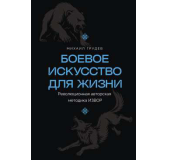 МИХАИЛ ГРУДЕВ
БОЕВОЕ
ИСКУССТВО
ДЛЯ ЖИЗНИ
Революционная авторская
методика ИЗВОР